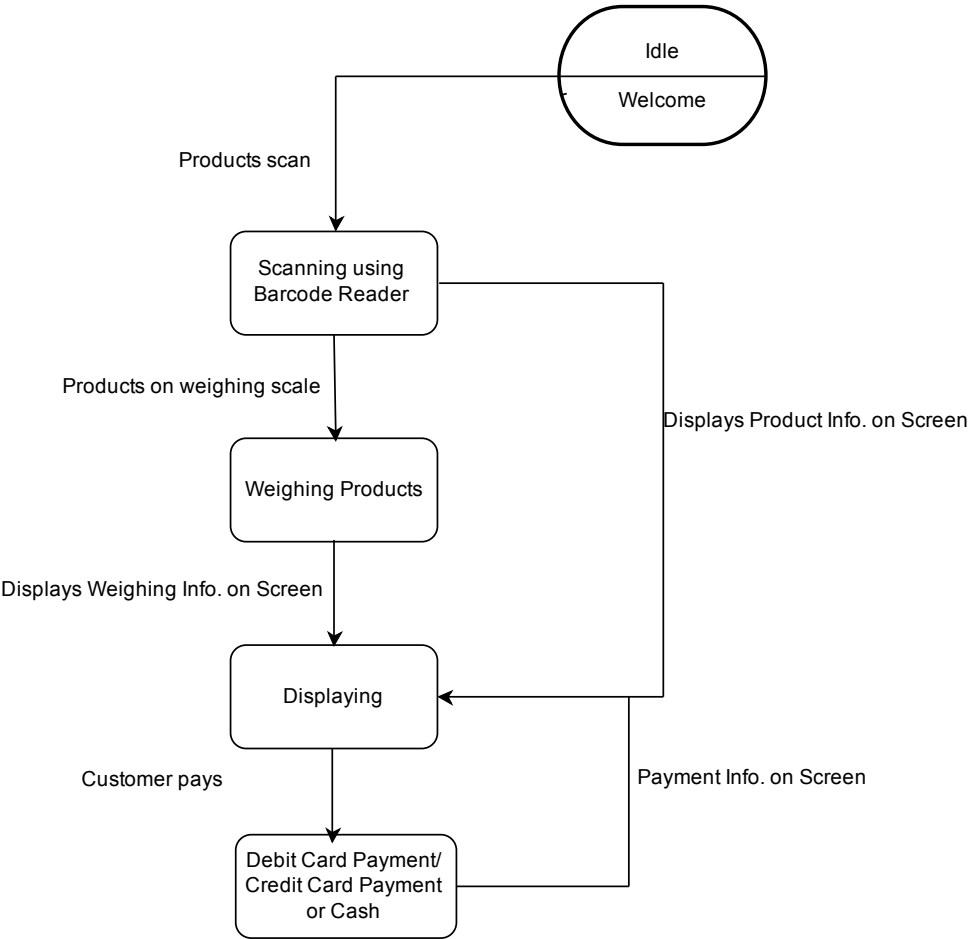 Idle
Welcome
Products scan
Scanning using
Barcode Reader
Products on weighing scale
Displays Product Info. on Screen
Weighing Products
Displays Weighing Info. on Screen
Displaying
Customer pays
Payment Info. on Screen
Debit Card Payment/
Credit Card Payment
or Cash